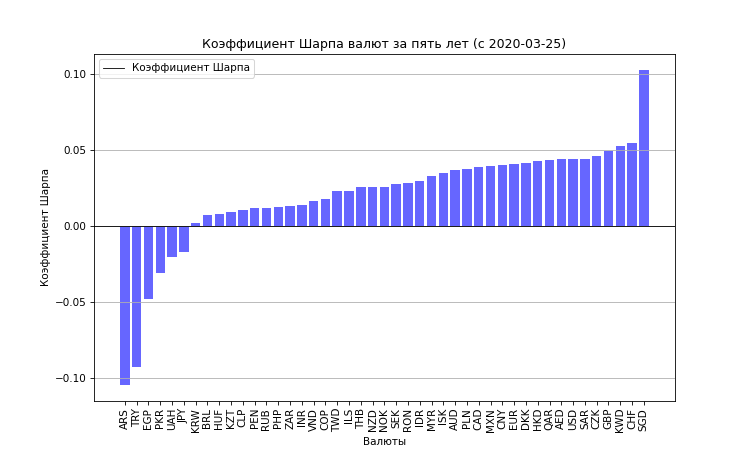 Коэффициент Шарпа валют за пять лет (с 2020-03-25)
Коэффициент Шарпа
0.10
0.05
0.00
−0.05
−0.10
Коэффициент Шарпа
ARS TRY EGP PKR UAH JPY KRW BRL HUF KZT CLP PEN RUB PHP ZAR INR VND COP TWD ILS THB NZD NOK SEK RON IDR MYR ISK AUD PLN CAD MXN CNY EUR DKK HKD QAR AED USD SAR CZK GBP KWD CHF SGD
Валюты